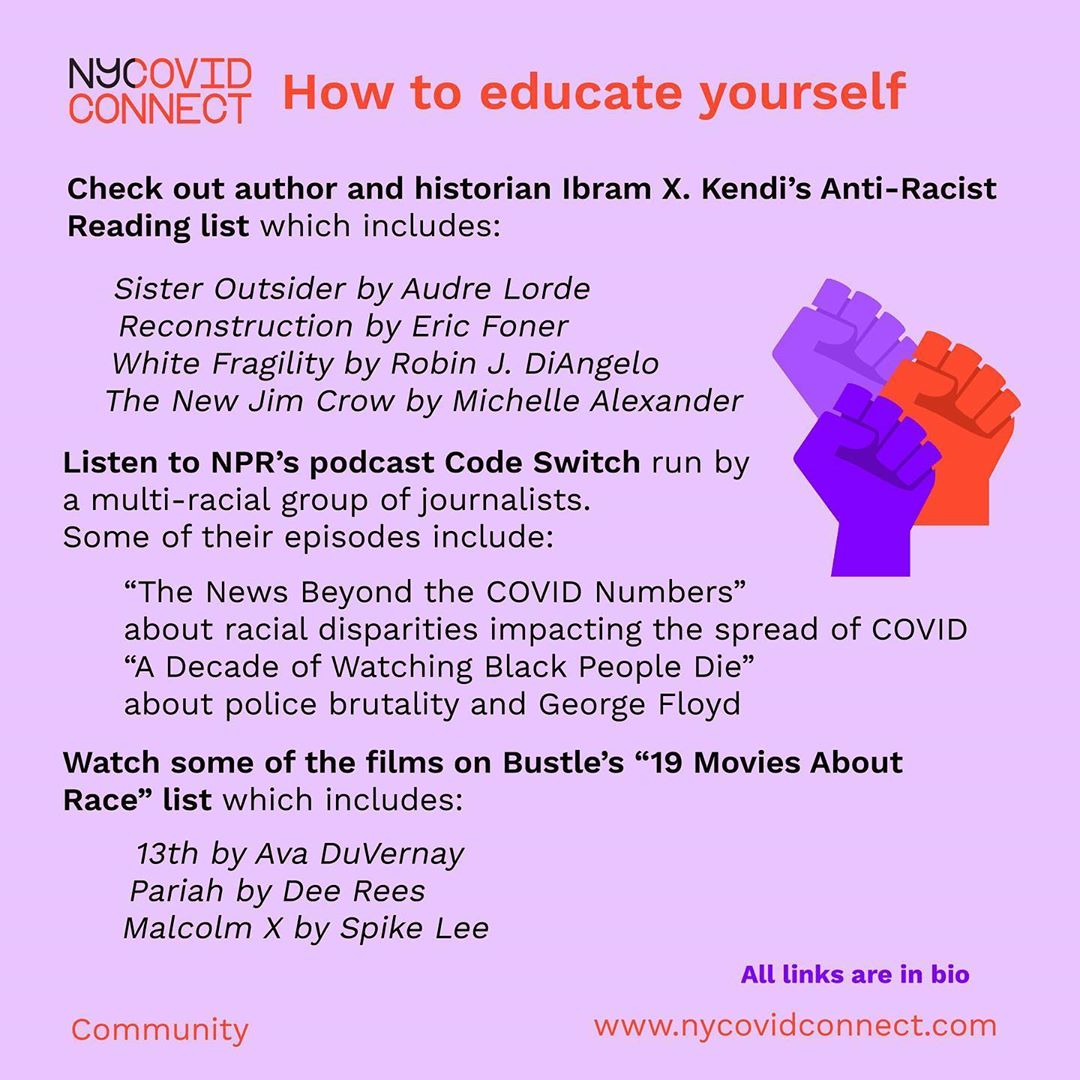 NYCOVID
CONNECT
How to educate yourself
Check out author and historian Ibram X. Kendi’s Anti-Racist
Reading list which includes:
Sister Outsider by Audre Lorde
Reconstruction by Eric Foner
White Fragility by Robin J. DiAngelo
The New Jim Crow by Michelle Alexander
Listen to NPR’s podcast Code Switch run by
a multi-racial group of journalists.
Some of their episodes include:
“The News Beyond the COVID Numbers”
about racial disparities impacting the spread of COVID
“A Decade of Watching Black People Die”
about police brutality and George Floyd
Watch some of the films on Bustle’s “19 Movies About
Race” list which includes:
13th by Ava DuVernay
Pariah by Dee Rees
Malcolm X by Spike Lee
All links are in bio
Community
www.nycovidconnect.com